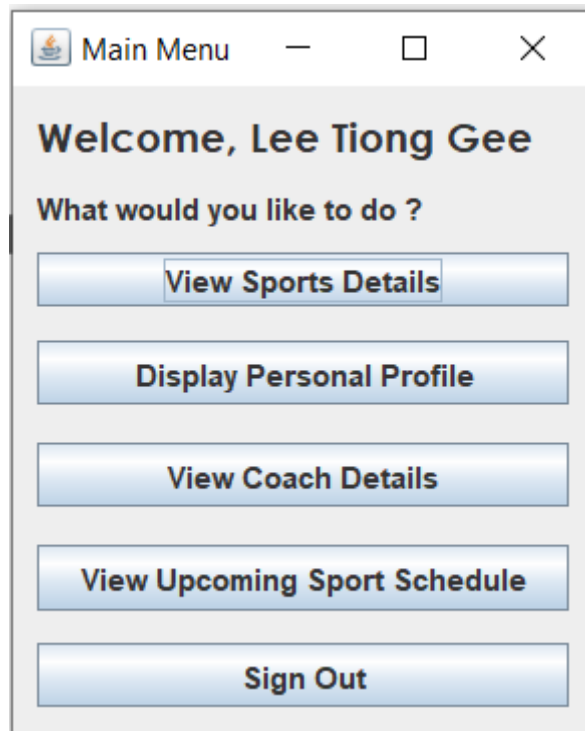 Main Menu
Welcome, Lee Tiong Gee
What would you like to do ?
View Sports Details
Display Personal Profile
View Coach Details
View Upcoming Sport Schedule
Sign Out